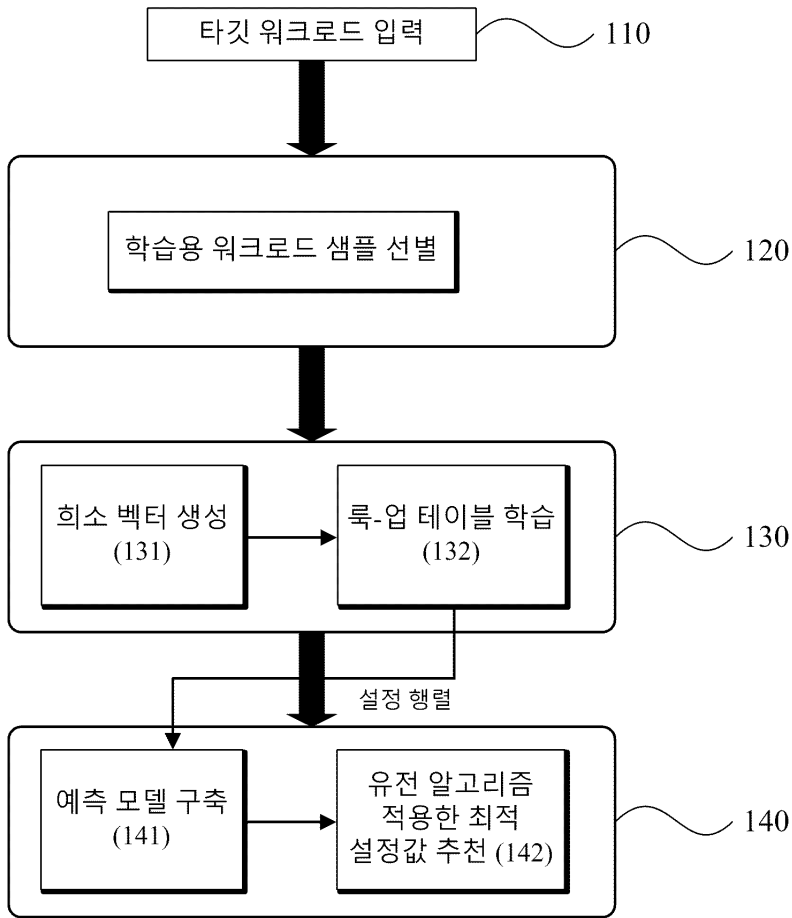 타깃 워크로드 입력
110
학습용 워크로드 샘플 선별
120
희소 벡터 생성
(131)
룩-업 테이블 학습
(132)
130
설정 행렬
예측 모델 구축
(141)
유전 알고리즘
적용한 최적
설정값 추천 (142)
140